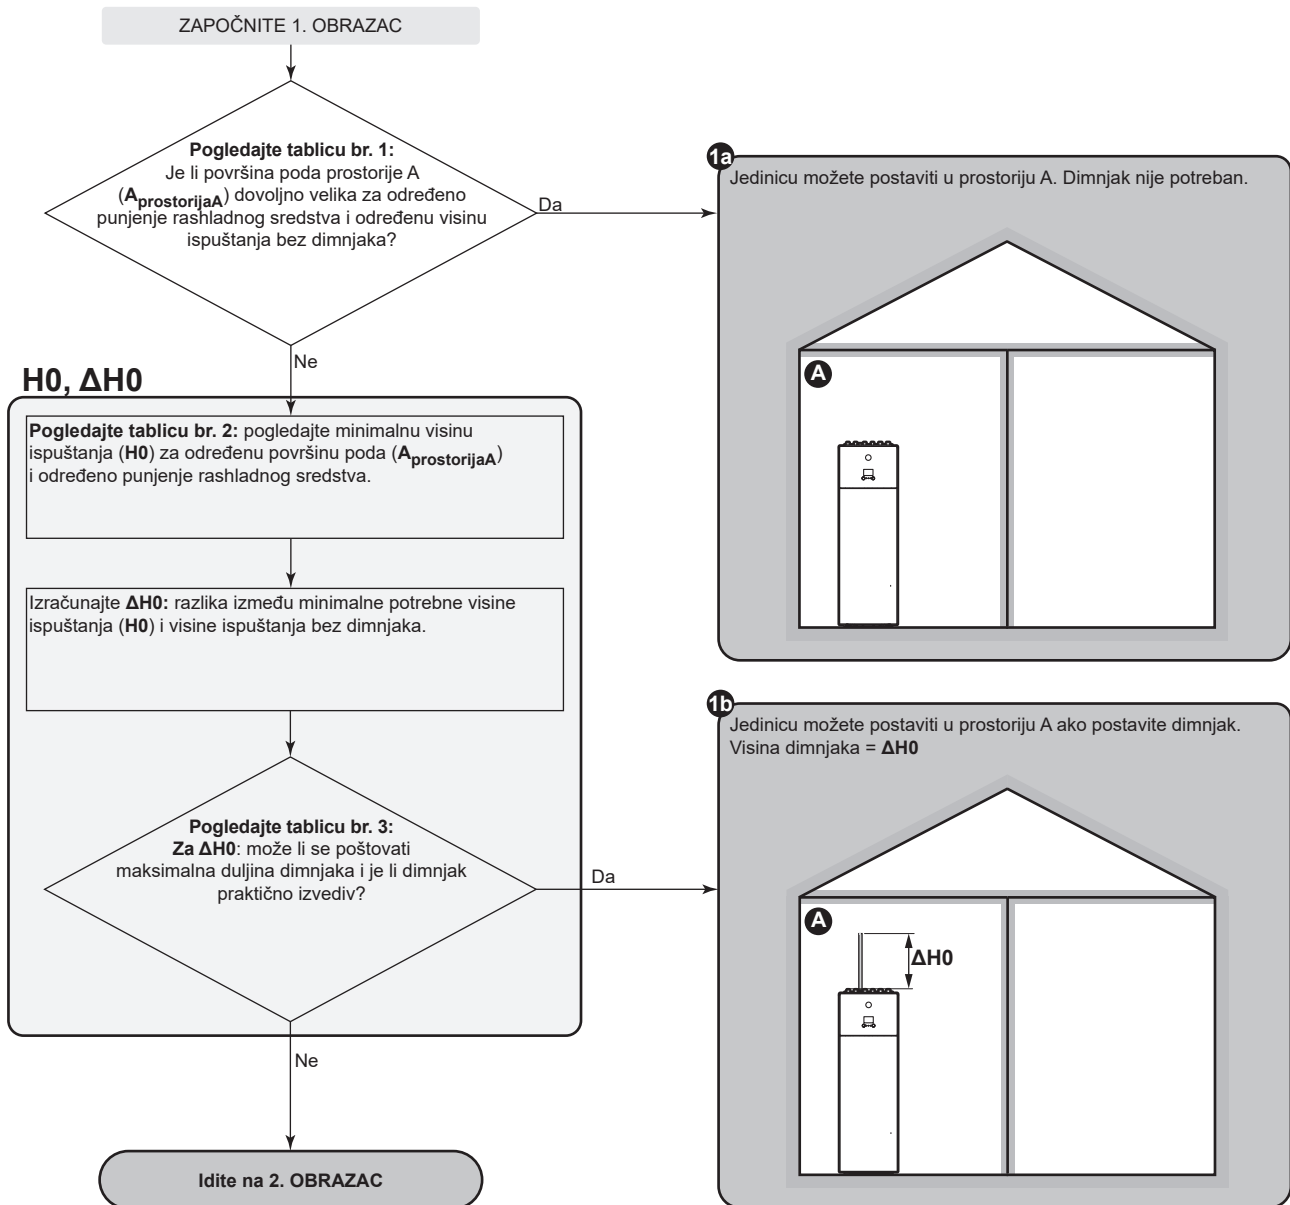 ZAPOČNITE 1. OBRAZAC
Pogledajte tablicu br. 1:
Je li površina poda prostorije A
(AprostorijaA) dovoljno velika za određeno
punjenje rashladnog sredstva i određenu visinu
ispuštanja bez dimnjaka?
Da
Ne
1a
Jedinicu možete postaviti u prostoriju A. Dimnjak nije potreban.
A
H0, ΔH0
Pogledajte tablicu br. 2: pogledajte minimalnu visinu
ispuštanja (H0) za određenu površinu poda (AprostorijaA)
i određeno punjenje rashladnog sredstva.
Izračunajte ΔH0: razlika između minimalne potrebne visine
ispuštanja (H0) i visine ispuštanja bez dimnjaka.
Pogledajte tablicu br. 3:
Za ΔH0: može li se poštovati
maksimalna duljina dimnjaka i je li dimnjak
praktično izvediv?
Da
Ne
1b
Jedinicu možete postaviti u prostoriju A ako postavite dimnjak.
Visina dimnjaka = ΔH0
A
ΔH0
Idite na 2. OBRAZAC